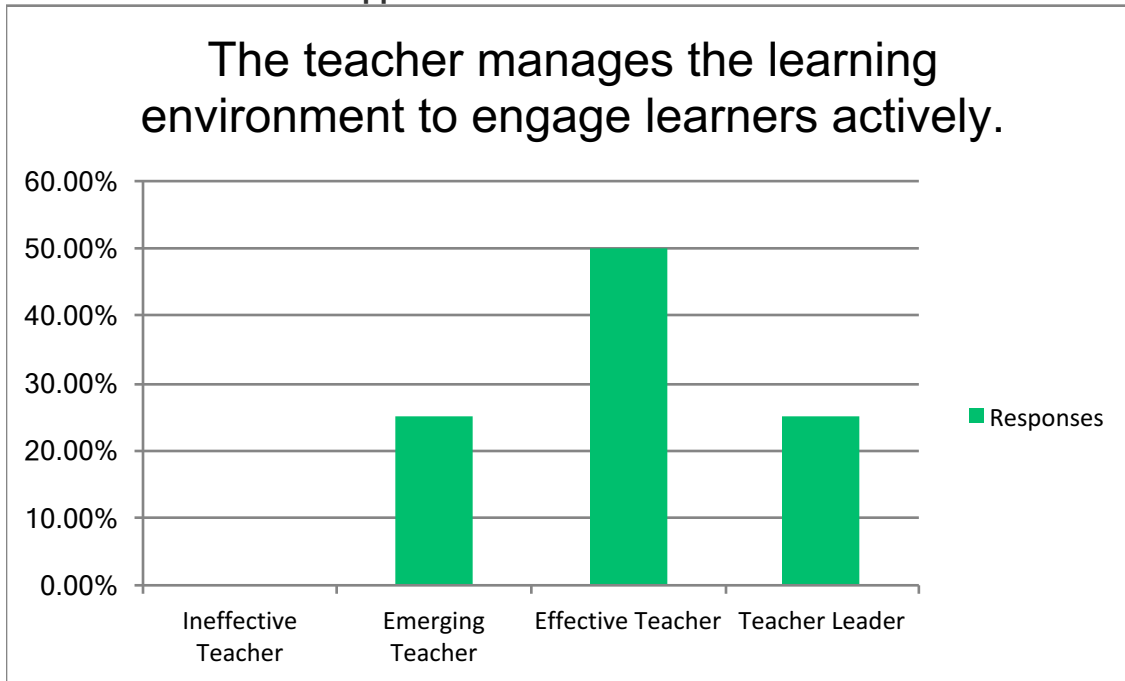 The teacher manages the learning
environment to engage learners actively.
60.00%
50.00%
40.00%
30.00%
20.00%
10.00%
0.00%
Ineffective
Teacher
Emerging
Teacher
Effective Teacher
Teacher Leader
Responses